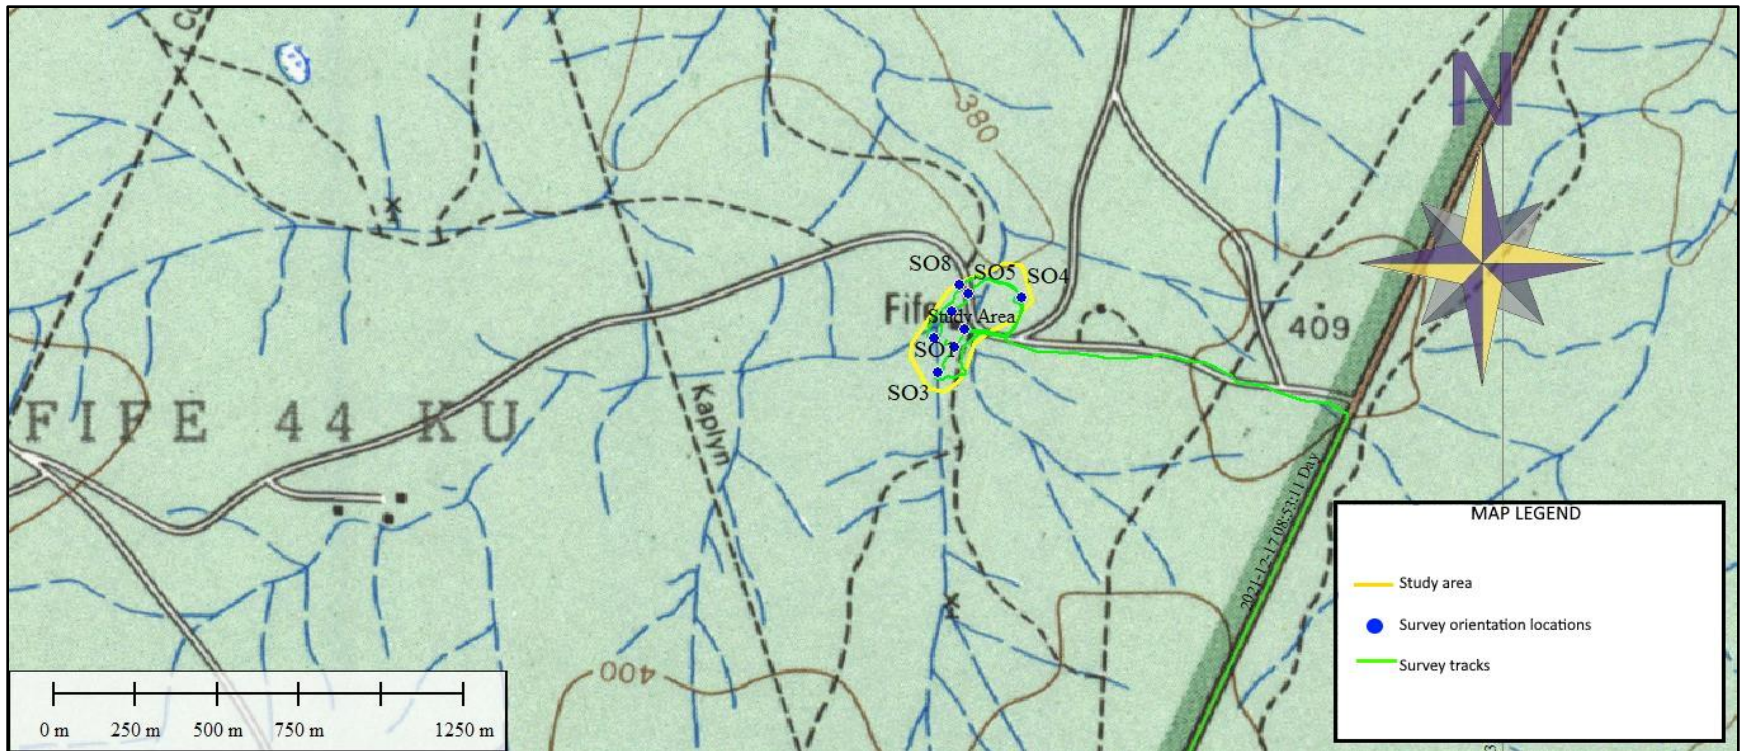 N
380
SO8
SO5
SO4
Fife
Study Area
409
SO1
SO3
Kaplyn
FIFE 44 KU
2021-12-17 08:53:11 Day
400
MAP LEGEND
Study area
Survey orientation locations
Survey tracks
0 m
250 m
500 m
750 m
1250 m
3